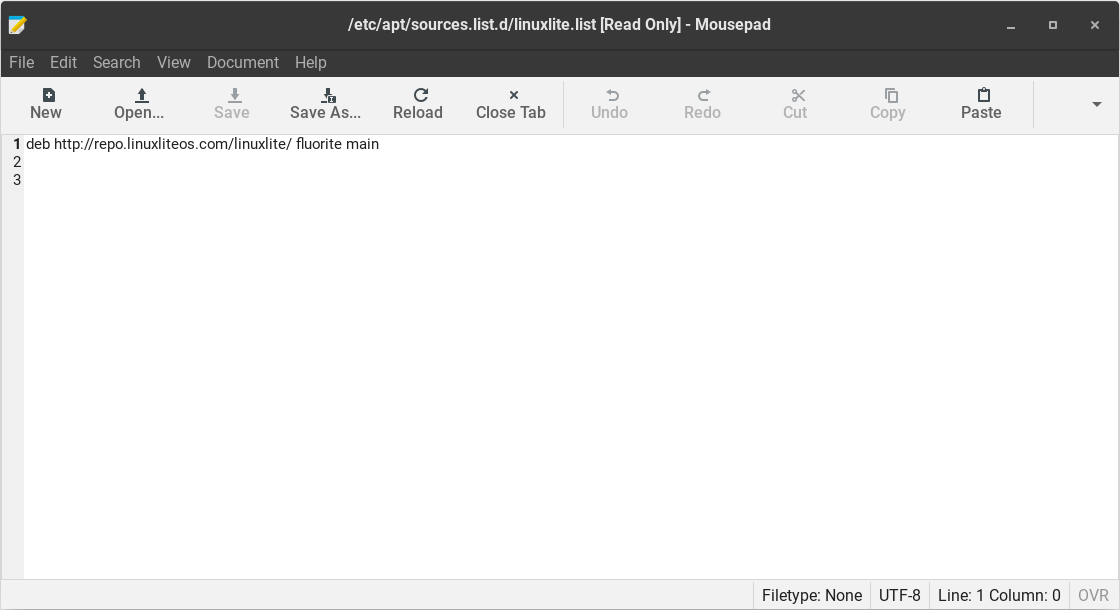 /etc/apt/sources.list.d/linuxlite.list [Read Only] - Mousepad
File Edit Search View Document Help
New Open... Save Save As... Reload Close Tab Undo Redo Cut Copy Paste
1 deb http://repo.linuxliteos.com/linuxlite/ fluorite main
2
3
Filetype: None UTF-8 Line: 1 Column: 0 OVR